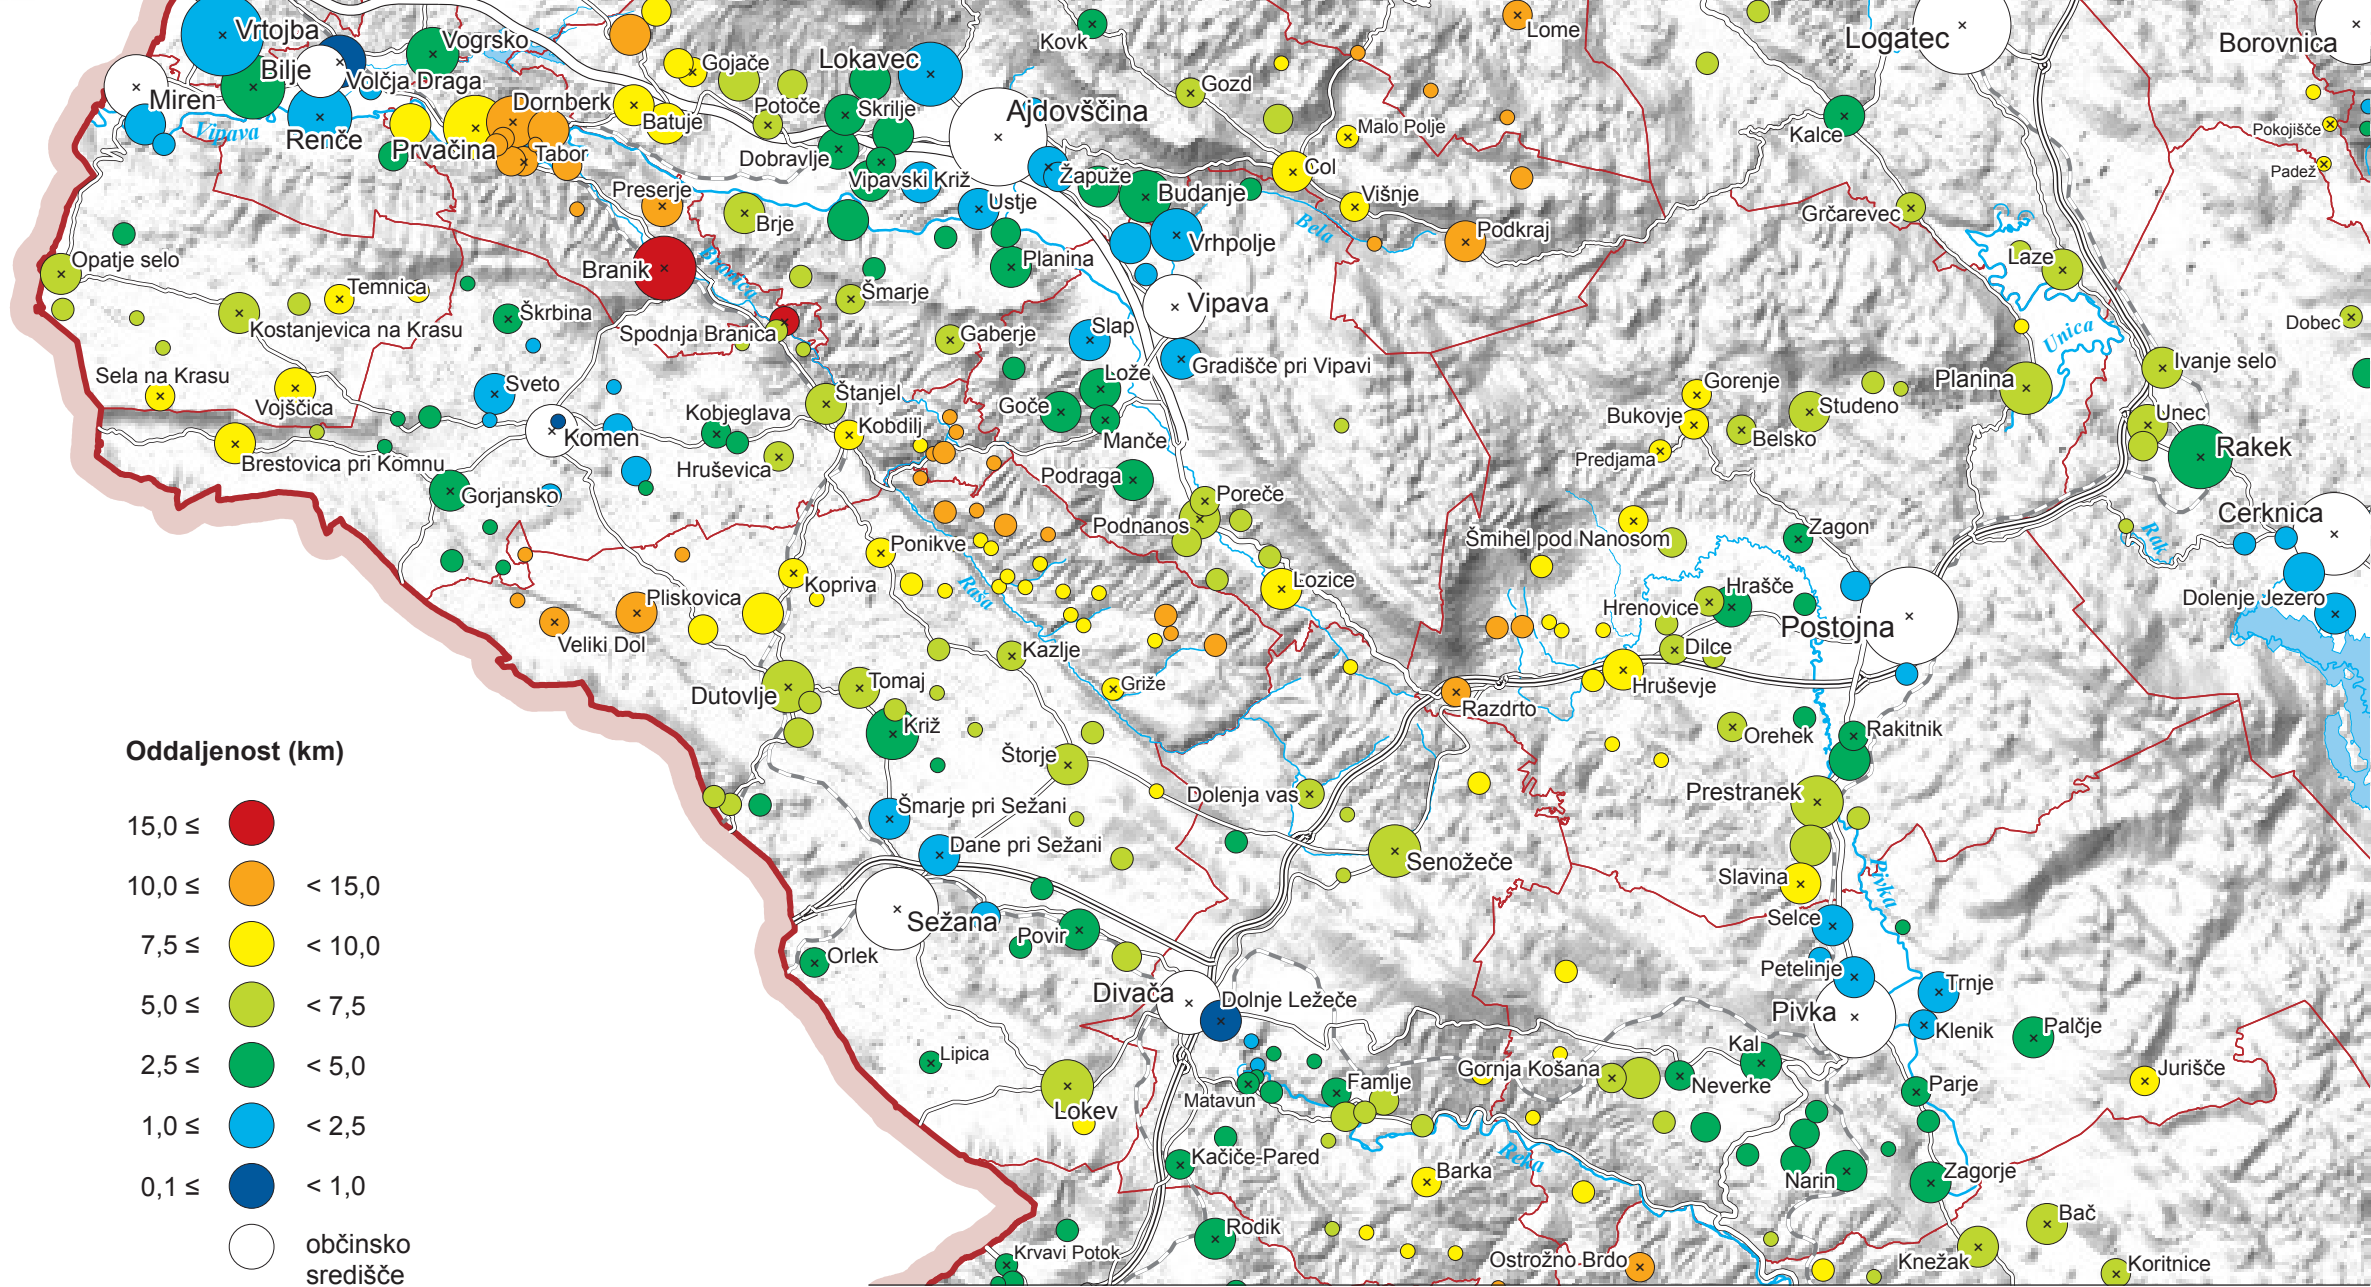 Vrtojba
Vogrsko
Bilje
Volčja Draga
Miren
Vipava
Renče
Prvačina
Dornberk
Tabor
Gojače
Batuje
Potoče
Lokavec
Skrilje
Dobravlje
Vipavski Križ
Ajdovščina
Kovk
Gozd
Lome
Malo Polje
Col
Višnje
Podkraj
Bela
Logatec
Borovnica
Kalce
Pokojišče
Padež
Grčarevec
Laze
Unica
Dobec
Ivanje selo
Žapuže
Budanje
Ustje
Vrhpolje
Planina
Vipava
Preserje
Brje
Branik
Branica
Opatje selo
Temnica
Kostanjevica na Krasu
Škrbina
Spodnja Branica
Šmarje
Gaberje
Slap
Gradišče pri Vipavi
Lože
Goče
Manče
Sela na Krasu
Vojščica
Sveto
Štanjel
Kobjeglava
Kobdilj
Komen
Hruševica
Brestovica pri Komnu
Gorjansko
Podraga
Poreče
Podnanos
Gorenje
Bukovje
Studeno
Belsko
Predjama
Planina
Unec
Rakek
Cerknica
Rak
Dolenje Jezero
Šmihel pod Nanosom
Zagon
Ponikve
Kopriva
Raša
Lozice
Hrašče
Hrenovice
Postojna
Dilce
Hruševje
Pliskovica
Veliki Dol
Kazlje
Griže
Razdrto
Dutovlje
Tomaj
Križ
Štorje
Orehek
Rakitnik
Dolenja vas
Prestranek
Senožeče
Slavina
Pivka
Selce
Šmarje pri Sežani
Dane pri Sežani
Sežana
Povir
Orlek
Divača
Dolnje Ležeče
Petelinje
Trnje
Pivka
Klenik
Palčje
Jurišče
Lipica
Lokev
Matavun
Famlje
Gornja Košana
Kal
Neverke
Parje
Kačiče-Pared
Barka
Reka
Narin
Zagorje
Bač
Rodik
Krvavi Potok
Ostrožno Brdo
Knežak
Koritnice
Oddaljenost (km)
15,0 ≤
10,0 ≤ < 15,0
7,5 ≤ < 10,0
5,0 ≤ < 7,5
2,5 ≤ < 5,0
1,0 ≤ < 2,5
0,1 ≤ < 1,0
občinsko
središče